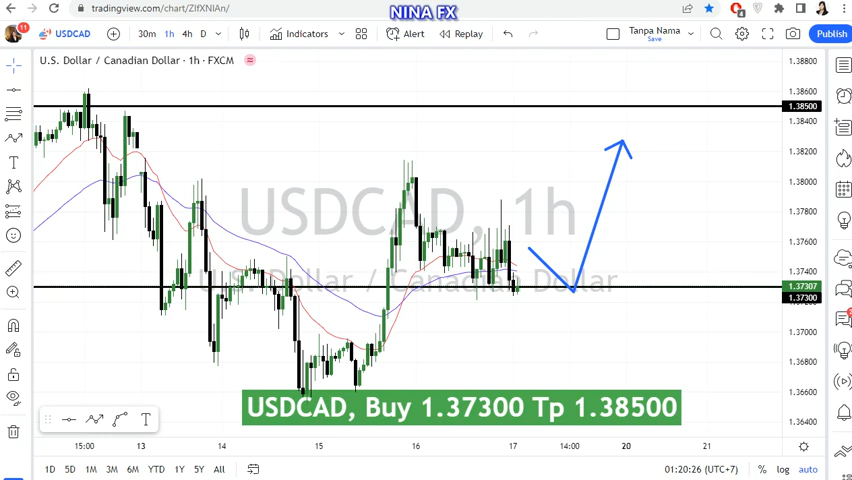 tradingview.com/chart/ZIfXNIAn/
NINA FX
4
11
USDCAD
30m 1h 4h D
Indicators
Alert
Replay
Tanpa Nama
Save
Publish
U.S. Dollar / Canadian Dollar · 1h · FXCM
USDCAD, 1h
U.S. Dollar / Canadian Dollar
1.38800
1.38500
1.38400
1.38200
1.38000
1.37800
1.37600
1.37400
1.37307
1.37300
1.37000
1.36800
1.36600
1.36400
USDCAD, Buy 1.37300 Tp 1.38500
T
T
15:00 13 14 15 16 17 14:00 20 21
1D 5D 1M 3M 6M YTD 1Y 5Y All
01:20:26 (UTC+7) % log auto